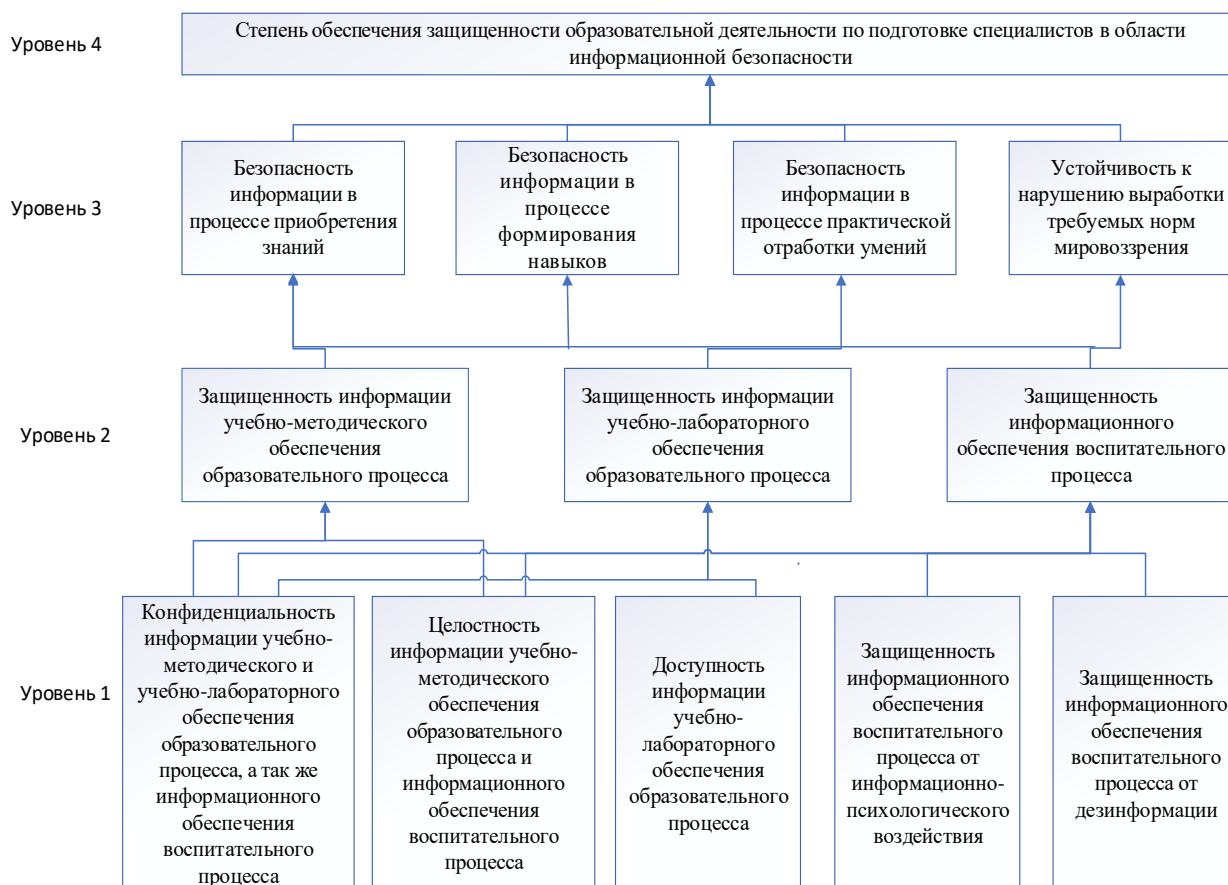 Уровень 4
Степень обеспечения защищенности образовательной деятельности по подготовке специалистов в области
информационной безопасности
Уровень 3
Безопасность
информации в
процессе приобретения
знаний
Безопасность
информации в
процессе
формирования
навыков
Безопасность
информации в
процессе практической
отработки умений
Устойчивость к
нарушению выработки
требуемых норм
мировоззрения
Уровень 2
Защищенность информации
учебно-методического
обеспечения
образовательного процесса
Защищенность информации
учебно-лабораторного
обеспечения
образовательного процесса
Защищенность
информационного
обеспечения воспитательного
процесса
Уровень 1
Конфиденциальность
информации учебно-
методического и
учебно-лабораторного
обеспечения
образовательного
процесса, а так же
информационного
обеспечения
воспитательного
процесса
Целостность
информации учебно-
методического
обеспечения
образовательного
процесса и
информационного
обеспечения
воспитательного
процесса
Доступность
информации
учебно-
лабораторного
обеспечения
образовательного
процесса
Защищенность
информационного
обеспечения
воспитательного
процесса от
информационно-
психологического
воздействия
Защищенность
информационного
обеспечения
воспитательного
процесса от
дезинформации